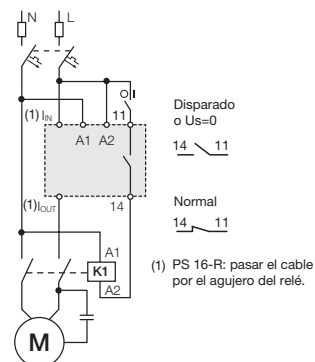 N L
O I
(1) I_IN 11
A1 A2
(1) I_OUT 14
A1
K1
A2
M
Disparado
o Us=0
14 11
Normal
14 11
(1) PS 16-R: pasar el cable
por el agujero del relé.